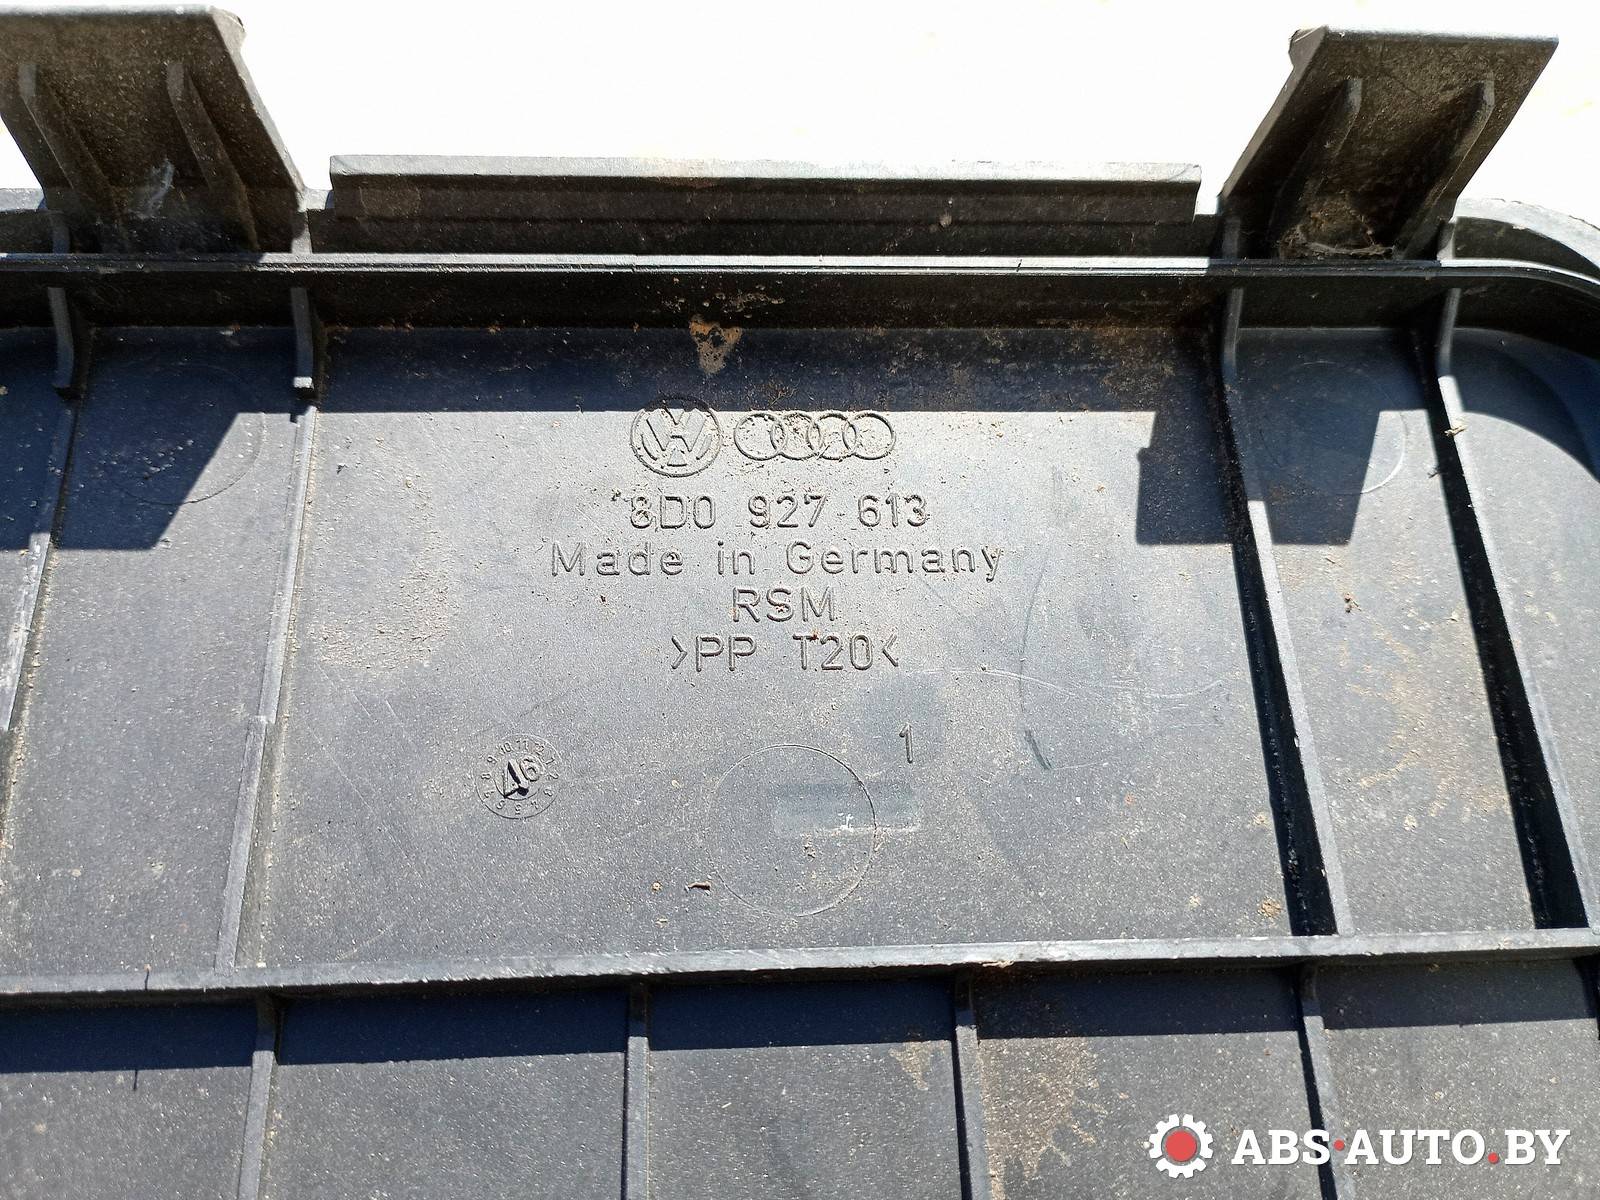 8D0 927 613
Made in Germany
RSM
>PP T20<
1
ABS·AUTO.BY